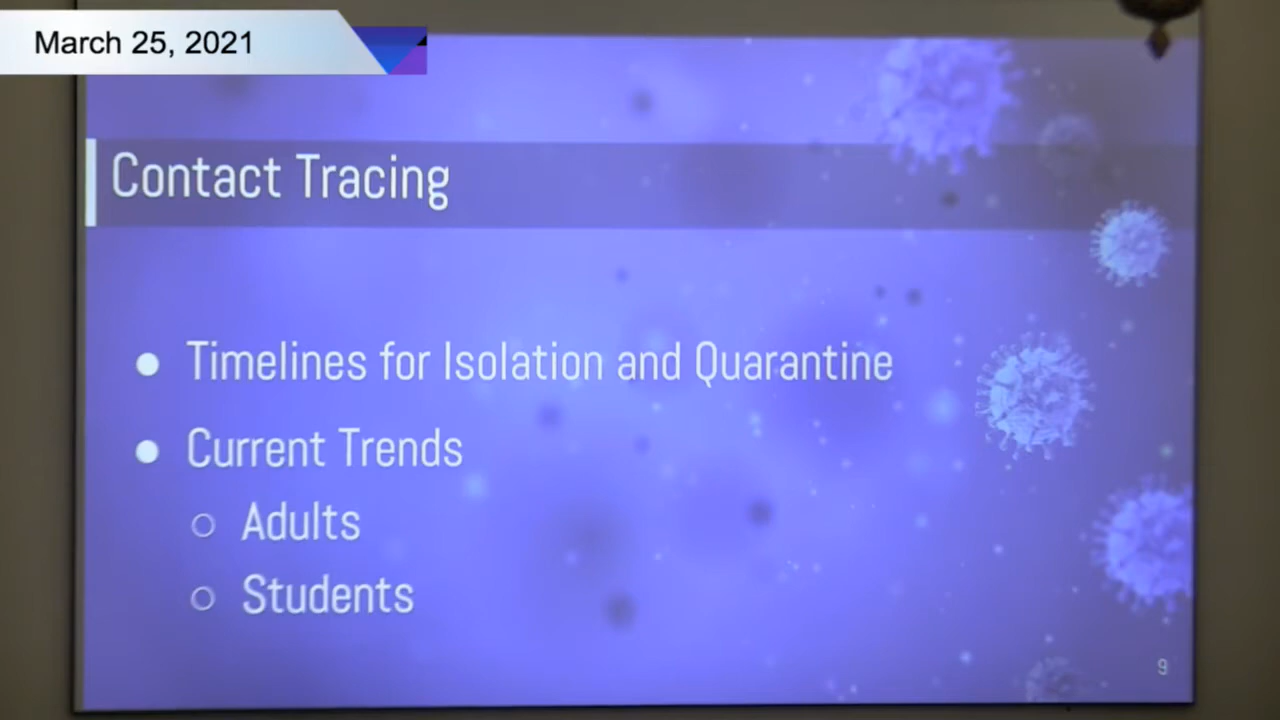 March 25, 2021
Contact Tracing
● Timelines for Isolation and Quarantine
● Current Trends
○ Adults
○ Students
9